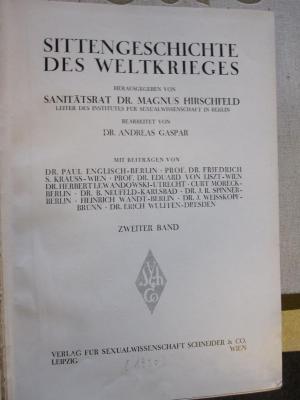 SITTENGESCHICHTE
DES WELTKRIEGES
HERAUSGEGEBEN VON
SANITÄTSRAT DR. MAGNUS HIRSCHFELD
LEITER DES INSTITUTES FÜR SEXUALWISSENSCHAFT IN BERLIN
BEARBEITET VON
DR. ANDREAS GASPAR
MIT BEITRÄGEN VON
DR. PAUL ENGLISCH-BERLIN · PROF. DR. FRIEDRICH
S. KRAUSS-WIEN · PROF. DR. EDUARD VON LISZT-WIEN
DR. HERBERT LEWANDOWSKI-UTRECHT · CURT MORECK-
BERLIN · DR. B. NEUFELD-KARLSBAD · DR. J. R. SPINNER-
BERLIN · HEINRICH WANDT-BERLIN · DR. J. WEISSKOPF-
BRÜNN · DR. ERICH WULFFEN-DRESDEN
ZWEITER BAND
VERLAG FÜR SEXUALWISSENSCHAFT SCHNEIDER & CO.
LEIPZIG WIEN